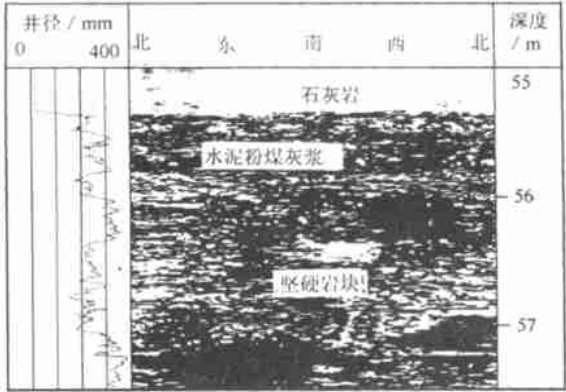 井径 / mm
0 400
北 东 南 西 北
深度
/ m
石灰岩
55
水泥粉煤灰浆
56
坚硬岩块
57